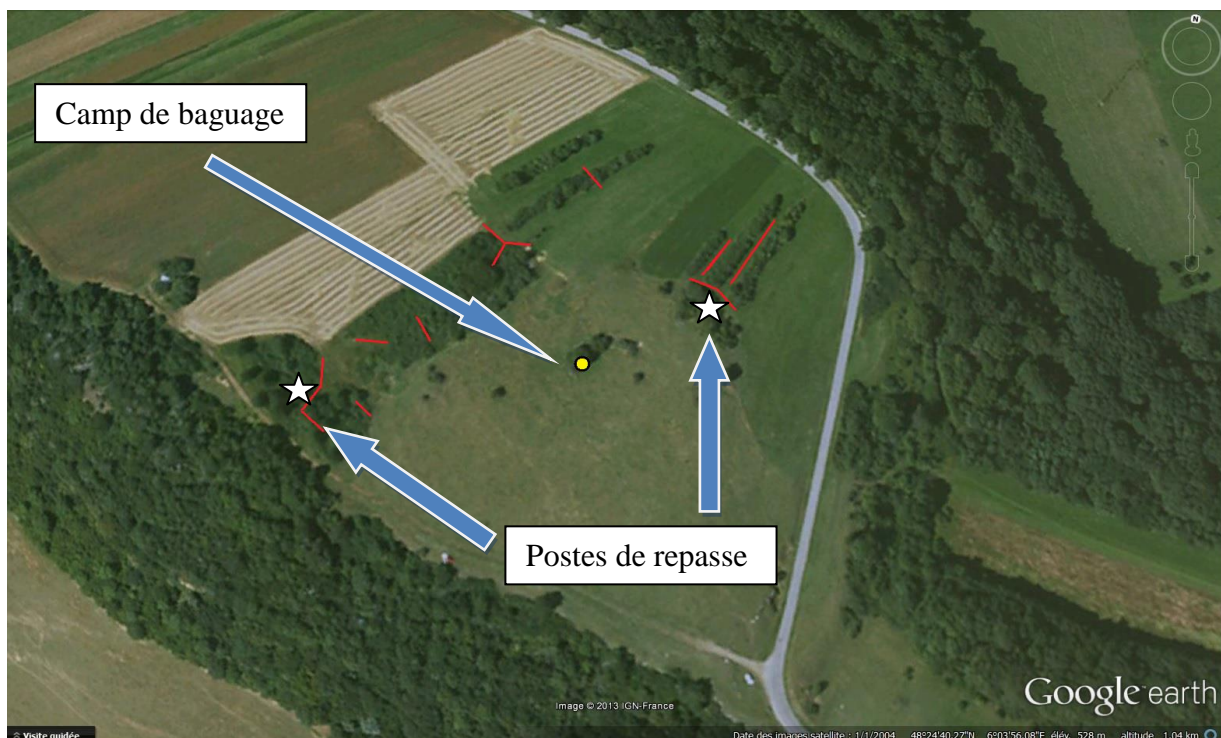 N
Camp de baguage
Postes de repasse
Google earth
Image © 2013 IGN-France
Visite guidée
Date des images satellite : 1/1/2004 48°24'40.27"N 6°03'56.08"E élév. 528 m altitude 1.04 km